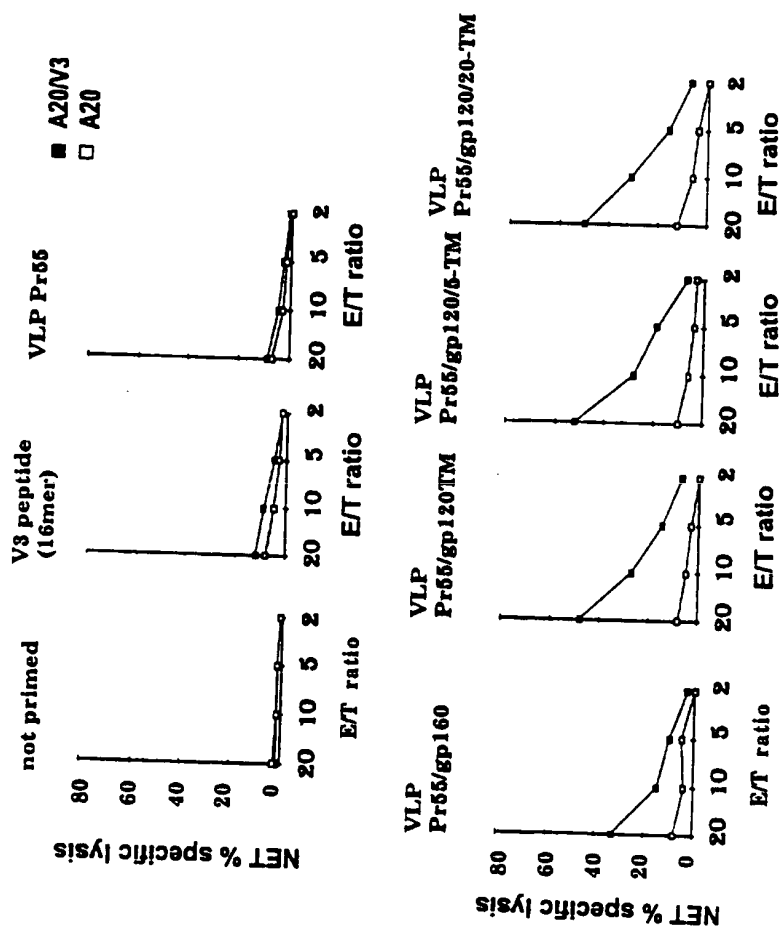 A20/V3
A20
not primed
V3 peptide
(16mer)
VLP Pr55
NET % specific lysis
80
60
40
20
0
20 10 5 2
E/T ratio
20 10 5 2
E/T ratio
20 10 5 2
E/T ratio
VLP
Pr55/gp160
VLP
Pr55/gp120TM
VLP
Pr55/gp120/5-TM
VLP
Pr55/gp120/20-TM
NET % specific lysis
80
60
40
20
0
20 10 5 2
E/T ratio
20 10 5 2
E/T ratio
20 10 5 2
E/T ratio
20 10 5 2
E/T ratio